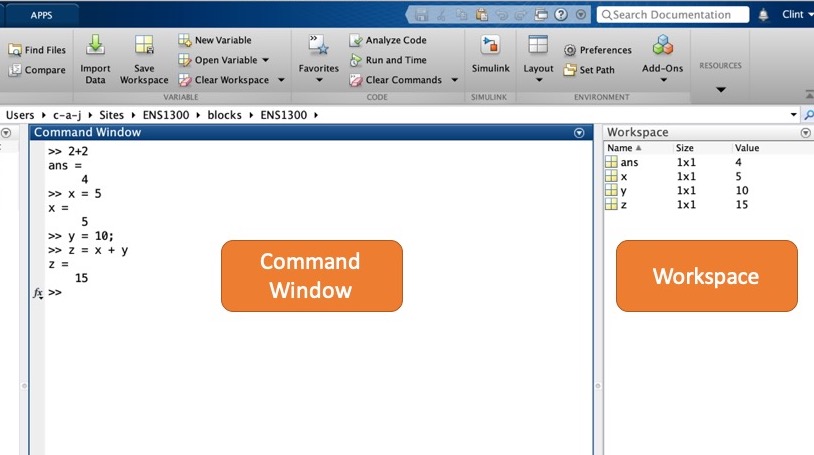 APPS
Search Documentation
Clint
Find Files
Compare
Import
Data
Save
Workspace
New Variable
Open Variable
Clear Workspace
VARIABLE
Favorites
Analyze Code
Run and Time
Clear Commands
CODE
Simulink
SIMULINK
Layout
Preferences
Set Path
Add-Ons
ENVIRONMENT
RESOURCES
Users ▸ c-a-j ▸ Sites ▸ ENS1300 ▸ blocks ▸ ENS1300 ▸
Command Window
>> 2+2
ans =
4
>> x = 5
x =
5
>> y = 10;
>> z = x + y
z =
15
fx >>
Command
Window
Workspace
Name Size Value
ans 1x1 4
x 1x1 5
y 1x1 10
z 1x1 15
Workspace